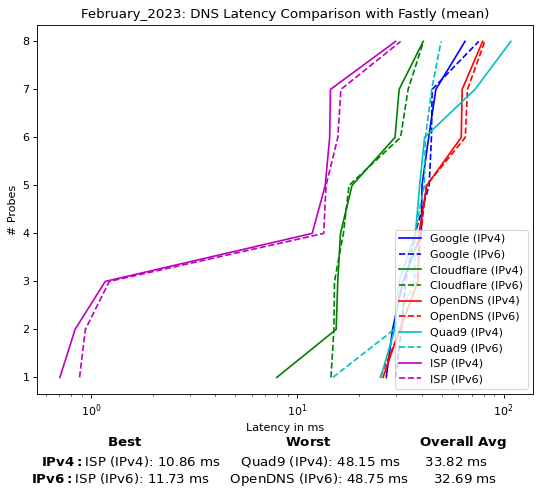 February_2023: DNS Latency Comparison with Fastly (mean)
8
7
6
5
4
3
2
1
# Probes
Google (IPv4)
Google (IPv6)
Cloudflare (IPv4)
Cloudflare (IPv6)
OpenDNS (IPv4)
OpenDNS (IPv6)
Quad9 (IPv4)
Quad9 (IPv6)
ISP (IPv4)
ISP (IPv6)
10⁰ 10¹ 10²
Latency in ms
Best Worst Overall Avg
IPv4: ISP (IPv4): 10.86 ms Quad9 (IPv4): 48.15 ms 33.82 ms
IPv6: ISP (IPv6): 11.73 ms OpenDNS (IPv6): 48.75 ms 32.69 ms